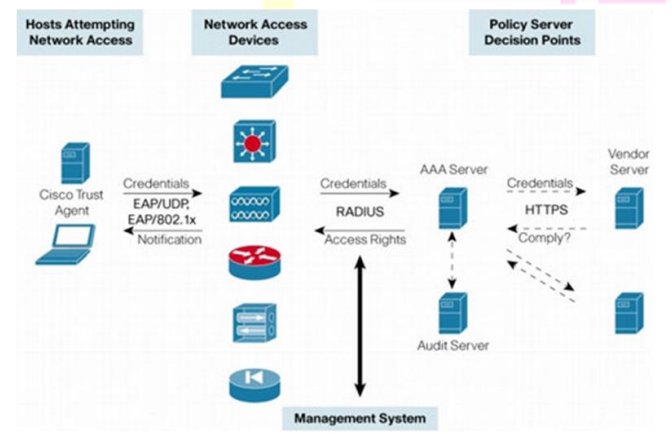 Hosts Attempting
Network Access
Network Access
Devices
Policy Server
Decision Points
Cisco Trust
Agent
Credentials
EAP/UDP,
EAP/802.1x
Notification
Credentials
RADIUS
Access Rights
AAA Server
Credentials
HTTPS
Comply?
Vendor
Server
Audit Server
Management System